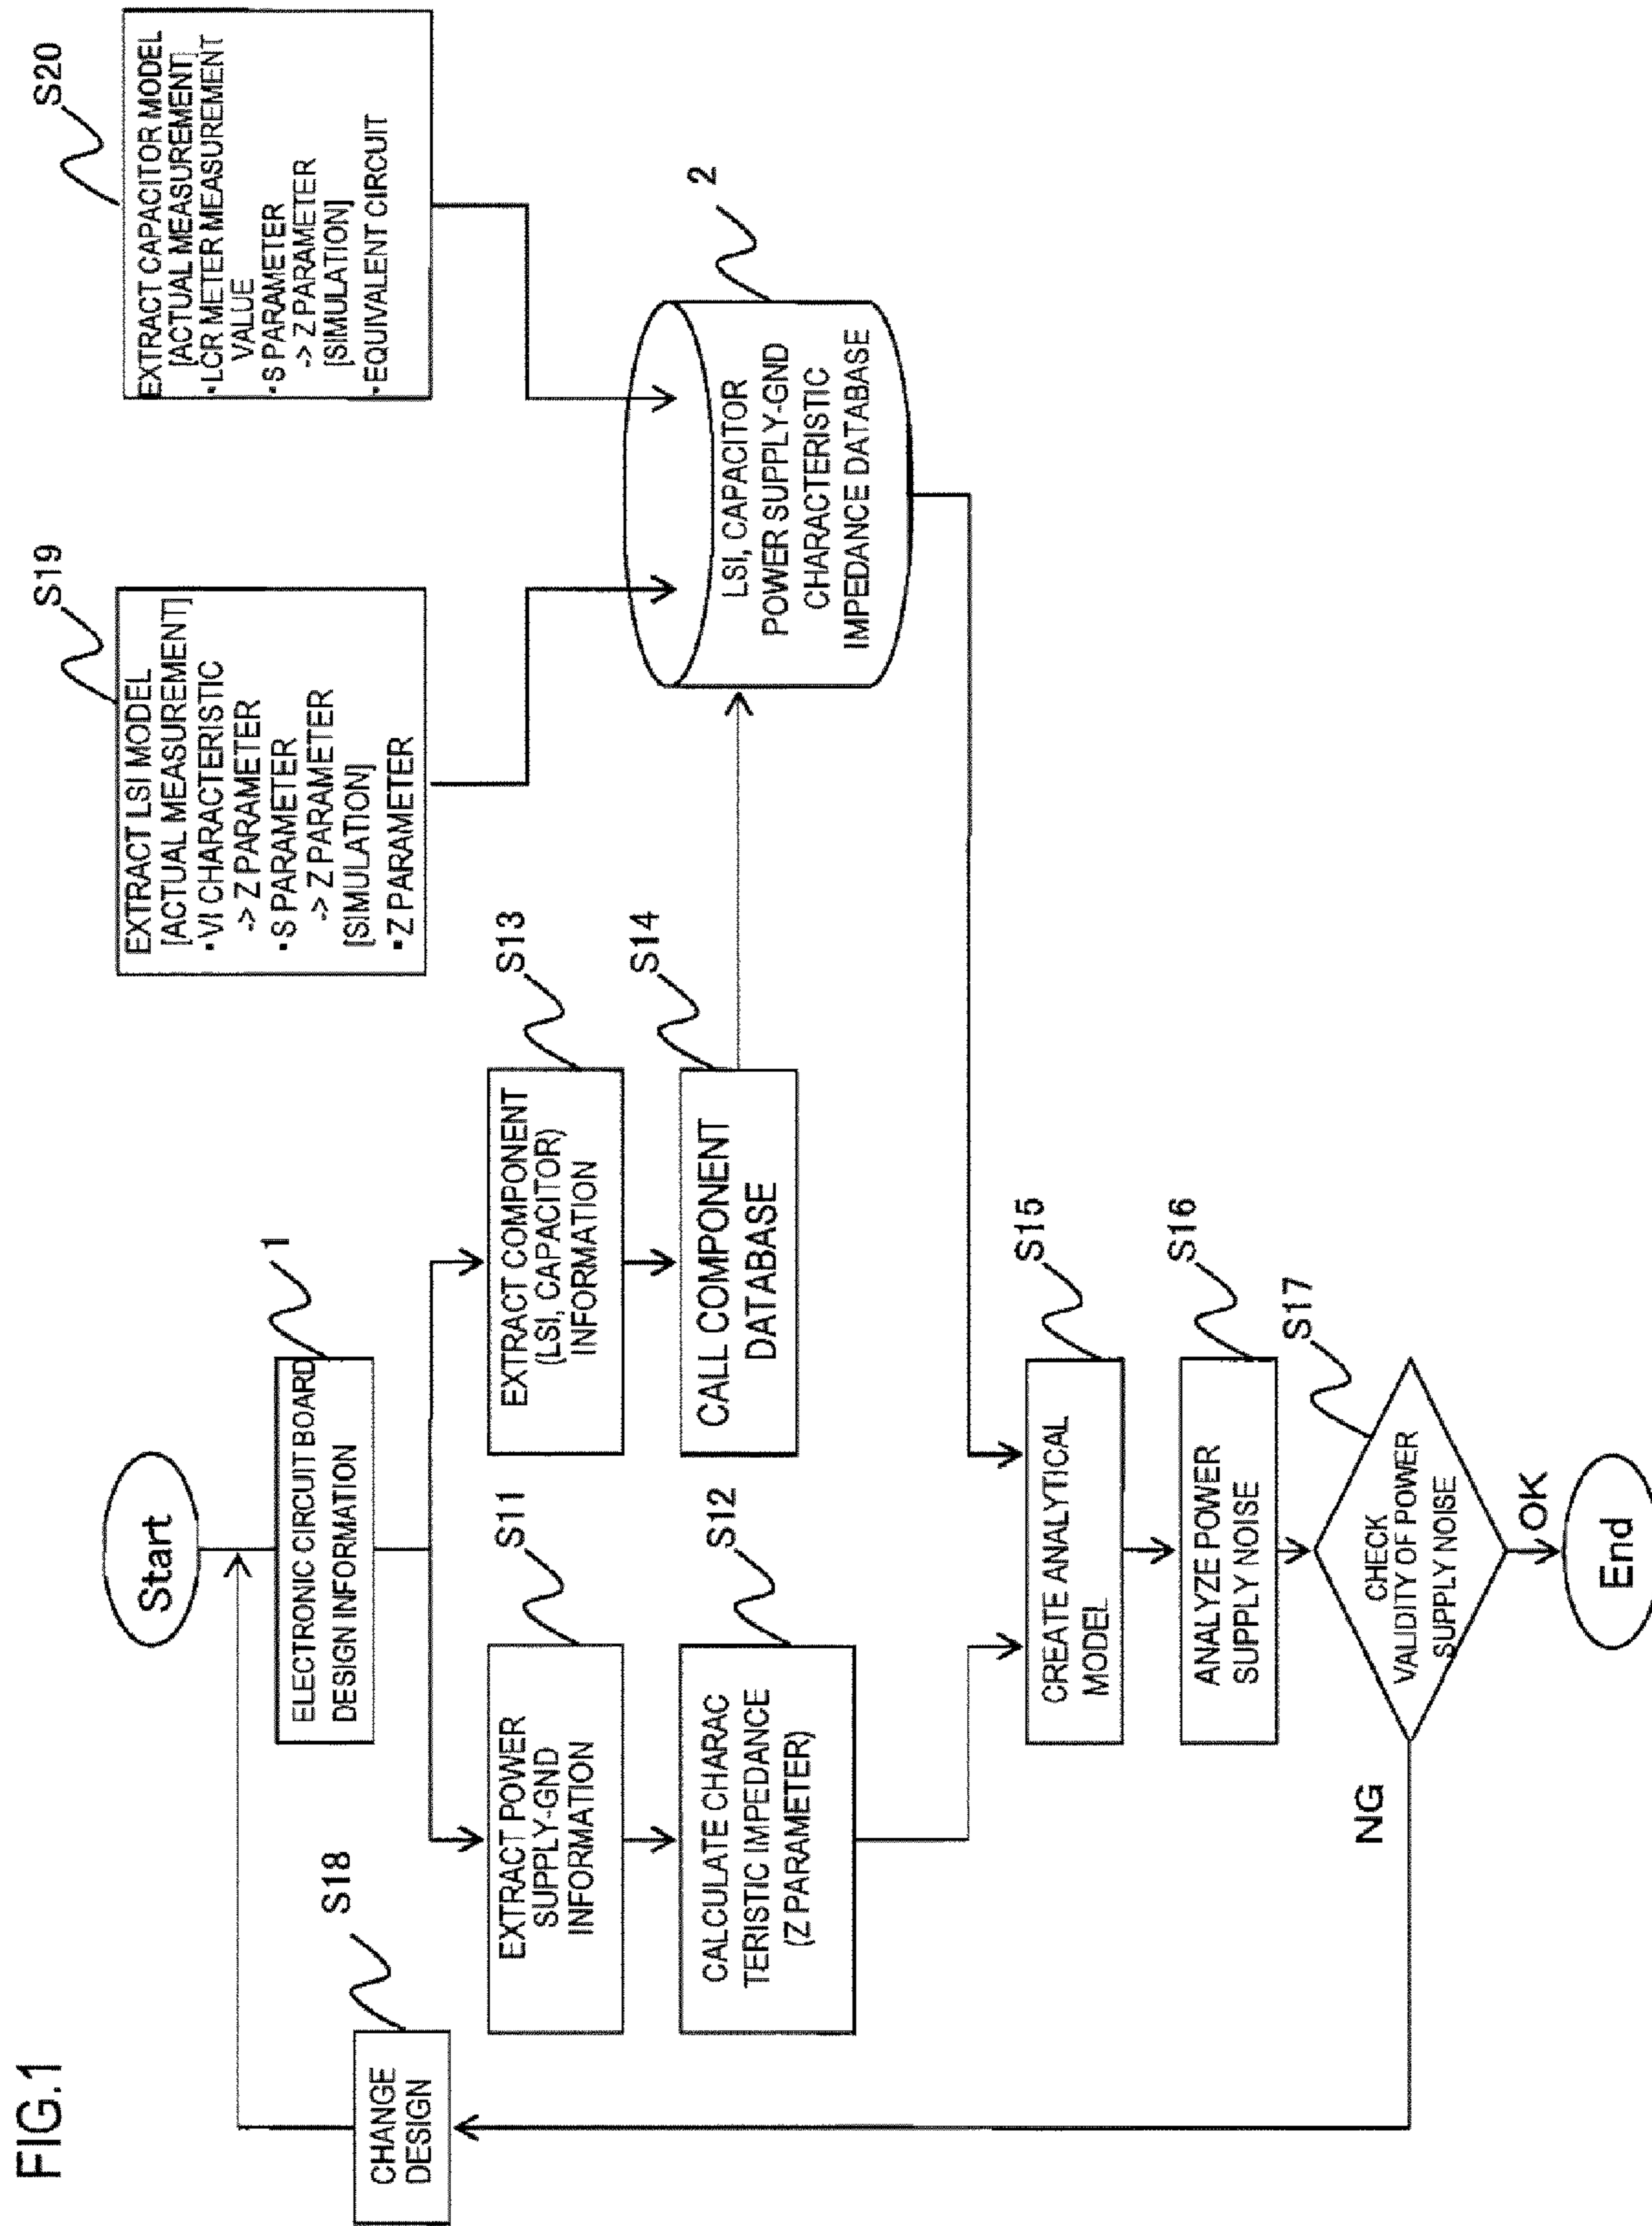 FIG.1
Start
1
ELECTRONIC CIRCUIT BOARD
DESIGN INFORMATION
S18
CHANGE
DESIGN
S11
EXTRACT POWER
SUPPLY-GND
INFORMATION
S12
CALCULATE CHARAC
TERISTIC IMPEDANCE
(Z PARAMETER)
S13
EXTRACT COMPONENT
(LSI, CAPACITOR)
INFORMATION
S14
CALL COMPONENT
DATABASE
S19
EXTRACT LSI MODEL
[ACTUAL MEASUREMENT]
•VI CHARACTERISTIC
-> Z PARAMETER
•S PARAMETER
-> Z PARAMETER
[SIMULATION]
•Z PARAMETER
S20
EXTRACT CAPACITOR MODEL
[ACTUAL MEASUREMENT]
•LCR METER MEASUREMENT
VALUE
•S PARAMETER
-> Z PARAMETER
[SIMULATION]
•EQUIVALENT CIRCUIT
2
LSI, CAPACITOR
POWER SUPPLY-GND
CHARACTERISTIC
IMPEDANCE DATABASE
S15
CREATE ANALYTICAL
MODEL
S16
ANALYZE POWER
SUPPLY NOISE
S17
CHECK
VALIDITY OF POWER
SUPPLY NOISE
NG
OK
End